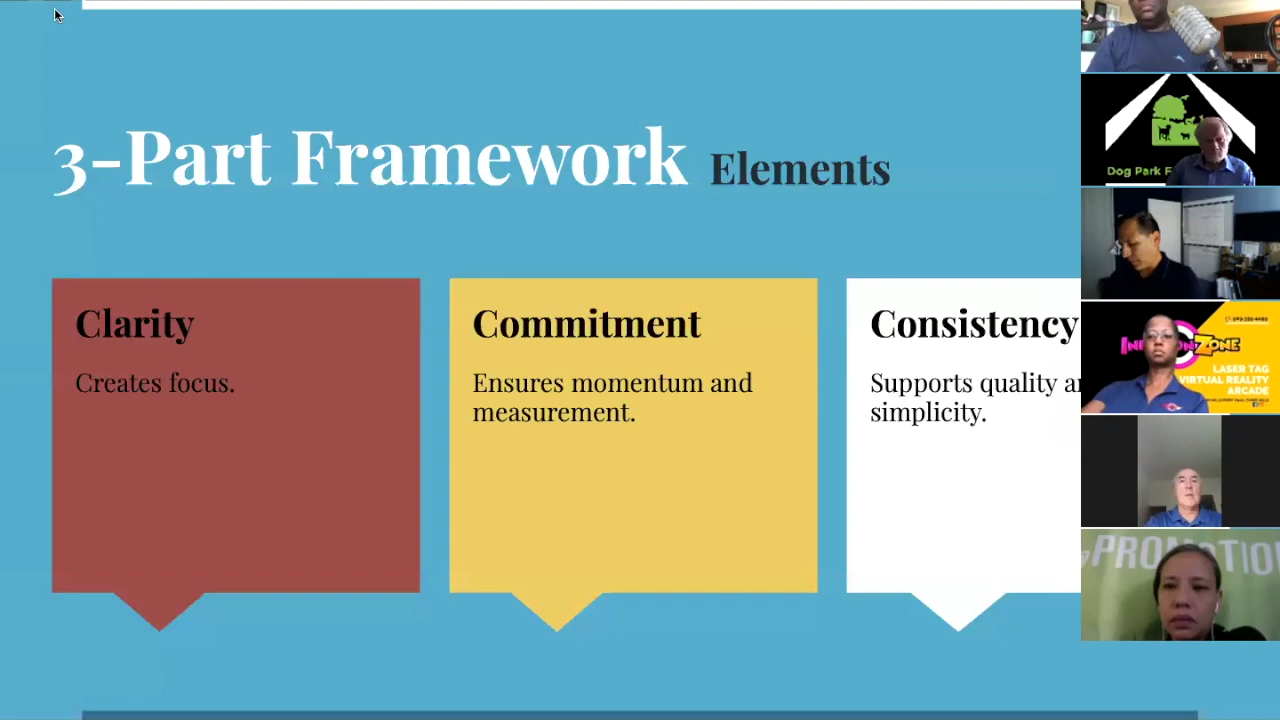 3-Part Framework Elements
Clarity
Creates focus.
Commitment
Ensures momentum and
measurement.
Consistency
Supports quality
simplicity.
Dog Park
ZONE
LASER TAG
VIRTUAL REALITY
ARCADE
PROMOTION